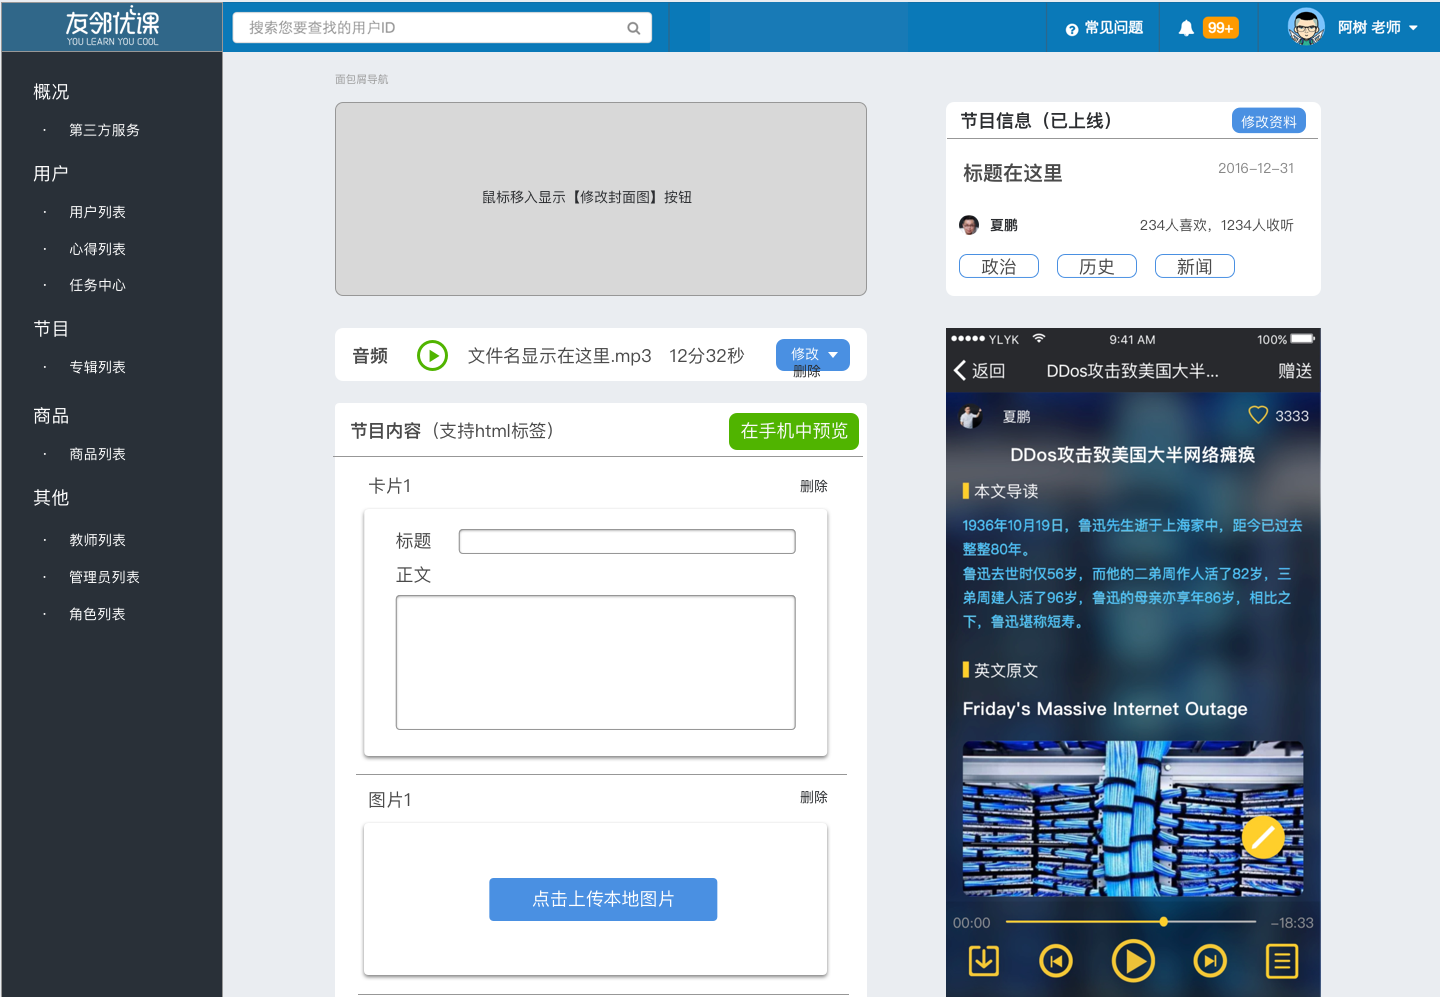 友邻优课
YOU LEARN YOU COOL
搜索您要查找的用户ID
常见问题
99+
阿树 老师
概况
· 第三方服务
用户
· 用户列表
· 心得列表
· 任务中心
节目
· 专辑列表
商品
· 商品列表
其他
· 教师列表
· 管理员列表
· 角色列表
面包屑导航
鼠标移入显示【修改封面图】按钮
音频
文件名显示在这里.mp3 12分32秒
修改
删除
节目内容（支持html标签）
在手机中预览
卡片1
删除
标题
正文
图片1
删除
点击上传本地图片
节目信息（已上线）
修改资料
标题在这里
2016-12-31
夏鹏
234人喜欢，1234人收听
政治
历史
新闻
YLYK
9:41 AM
100%
返回
DDos攻击致美国大半...
赠送
夏鹏
3333
DDos攻击致美国大半网络瘫痪
本文导读
1936年10月19日，鲁迅先生逝于上海家中，距今已过去
整整80年。
鲁迅去世时仅56岁，而他的二弟周作人活了82岁，三
弟周建人活了96岁，鲁迅的母亲亦享年86岁，相比之
下，鲁迅堪称短寿。
英文原文
Friday's Massive Internet Outage
00:00
-18:33